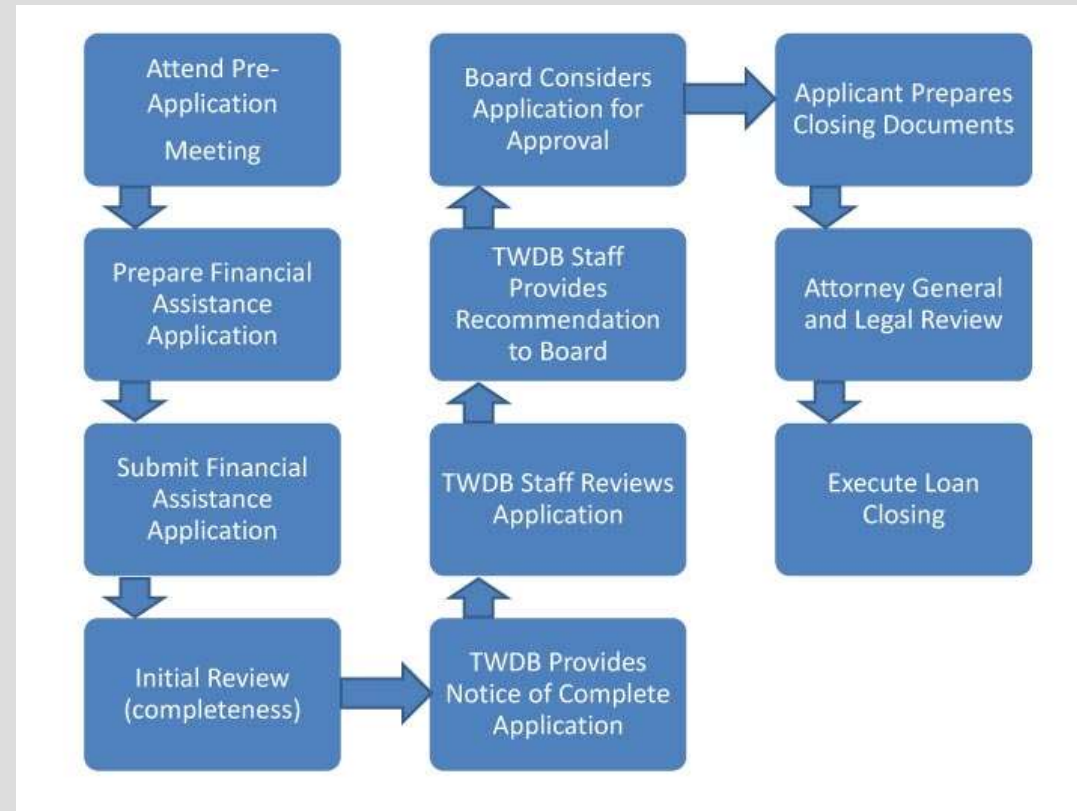 Attend Pre-
Application
Meeting
Prepare Financial
Assistance
Application
Submit Financial
Assistance
Application
Initial Review
(completeness)
TWDB Provides
Notice of Complete
Application
TWDB Staff Reviews
Application
TWDB Staff
Provides
Recommendation
to Board
Board Considers
Application for
Approval
Applicant Prepares
Closing Documents
Attorney General
and Legal Review
Execute Loan
Closing